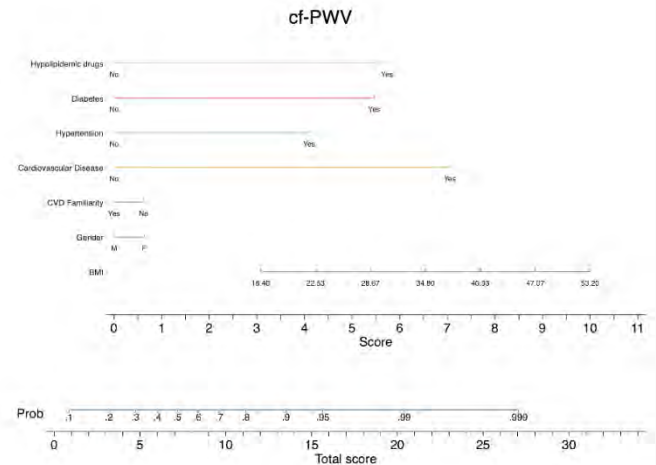 cf-PWV
Hypolipidemic drugs
No
Yes
Diabetes
No
Yes
Hypertension
No
Yes
Cardiovascular Disease
No
Yes
CVD Familiarity
Yes No
Gender
M F
BMI
18.40 22.53 28.67 34.80 40.93 47.07 53.20
0 1 2 3 4 5 6 7 8 9 10 11
Score
Prob
.1 .2 .3 .4 .5 .6 .7 .8 .9 .95 .99 .999
0 5 10 15 20 25 30
Total score